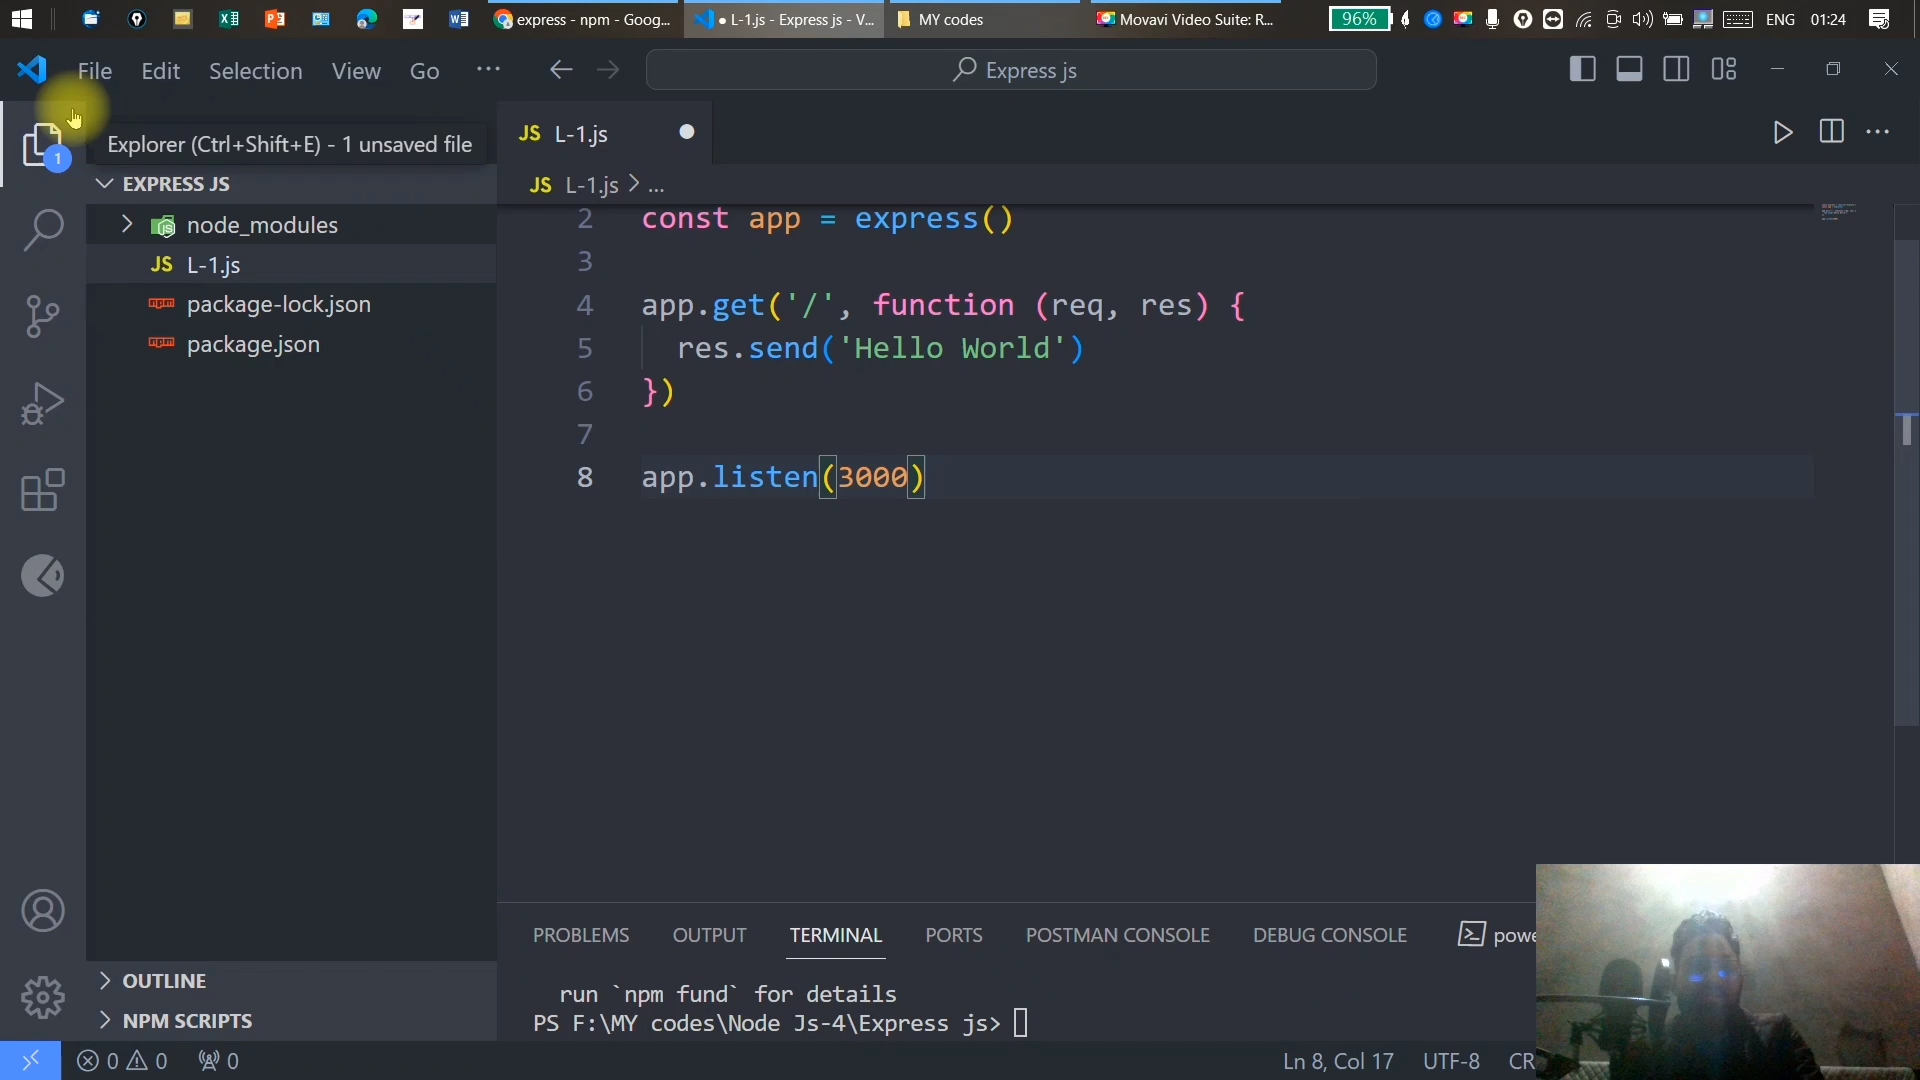 express - npm - Goog...
● L-1.js - Express js - V...
MY codes
Movavi Video Suite: R...
96%
ENG
01:24
File
Edit
Selection
View
Go
...
Express js
Explorer (Ctrl+Shift+E) - 1 unsaved file
1
EXPRESS JS
node_modules
JS L-1.js
package-lock.json
package.json
OUTLINE
NPM SCRIPTS
JS L-1.js
JS L-1.js > ...
2 const app = express()
3
4 app.get('/', function (req, res) {
5 res.send('Hello World')
6 })
7
8 app.listen(3000)
PROBLEMS
OUTPUT
TERMINAL
PORTS
POSTMAN CONSOLE
DEBUG CONSOLE
powe
run `npm fund` for details
PS F:\MY codes\Node Js-4\Express js>
0
0
0
Ln 8, Col 17
UTF-8
CR